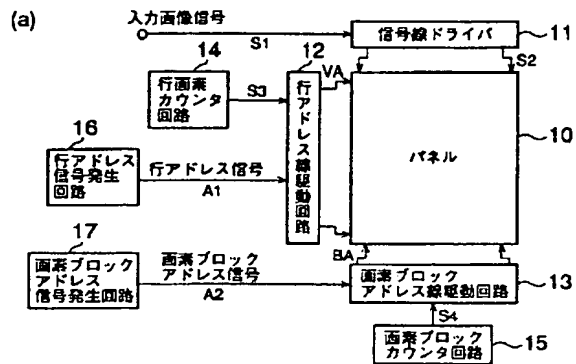 (a)
入力画像信号
S1
信号線ドライバ
11
S2
14
行画素
カウンタ
回路
S3
12
行アドレス線駆動回路
VA
パネル
10
16
行アドレス
信号発生
回路
行アドレス信号
A1
17
画素ブロック
アドレス
信号発生回路
画素ブロック
アドレス信号
A2
BA
画素ブロック
アドレス線駆動回路
13
S4
画素ブロック
カウンタ回路
15